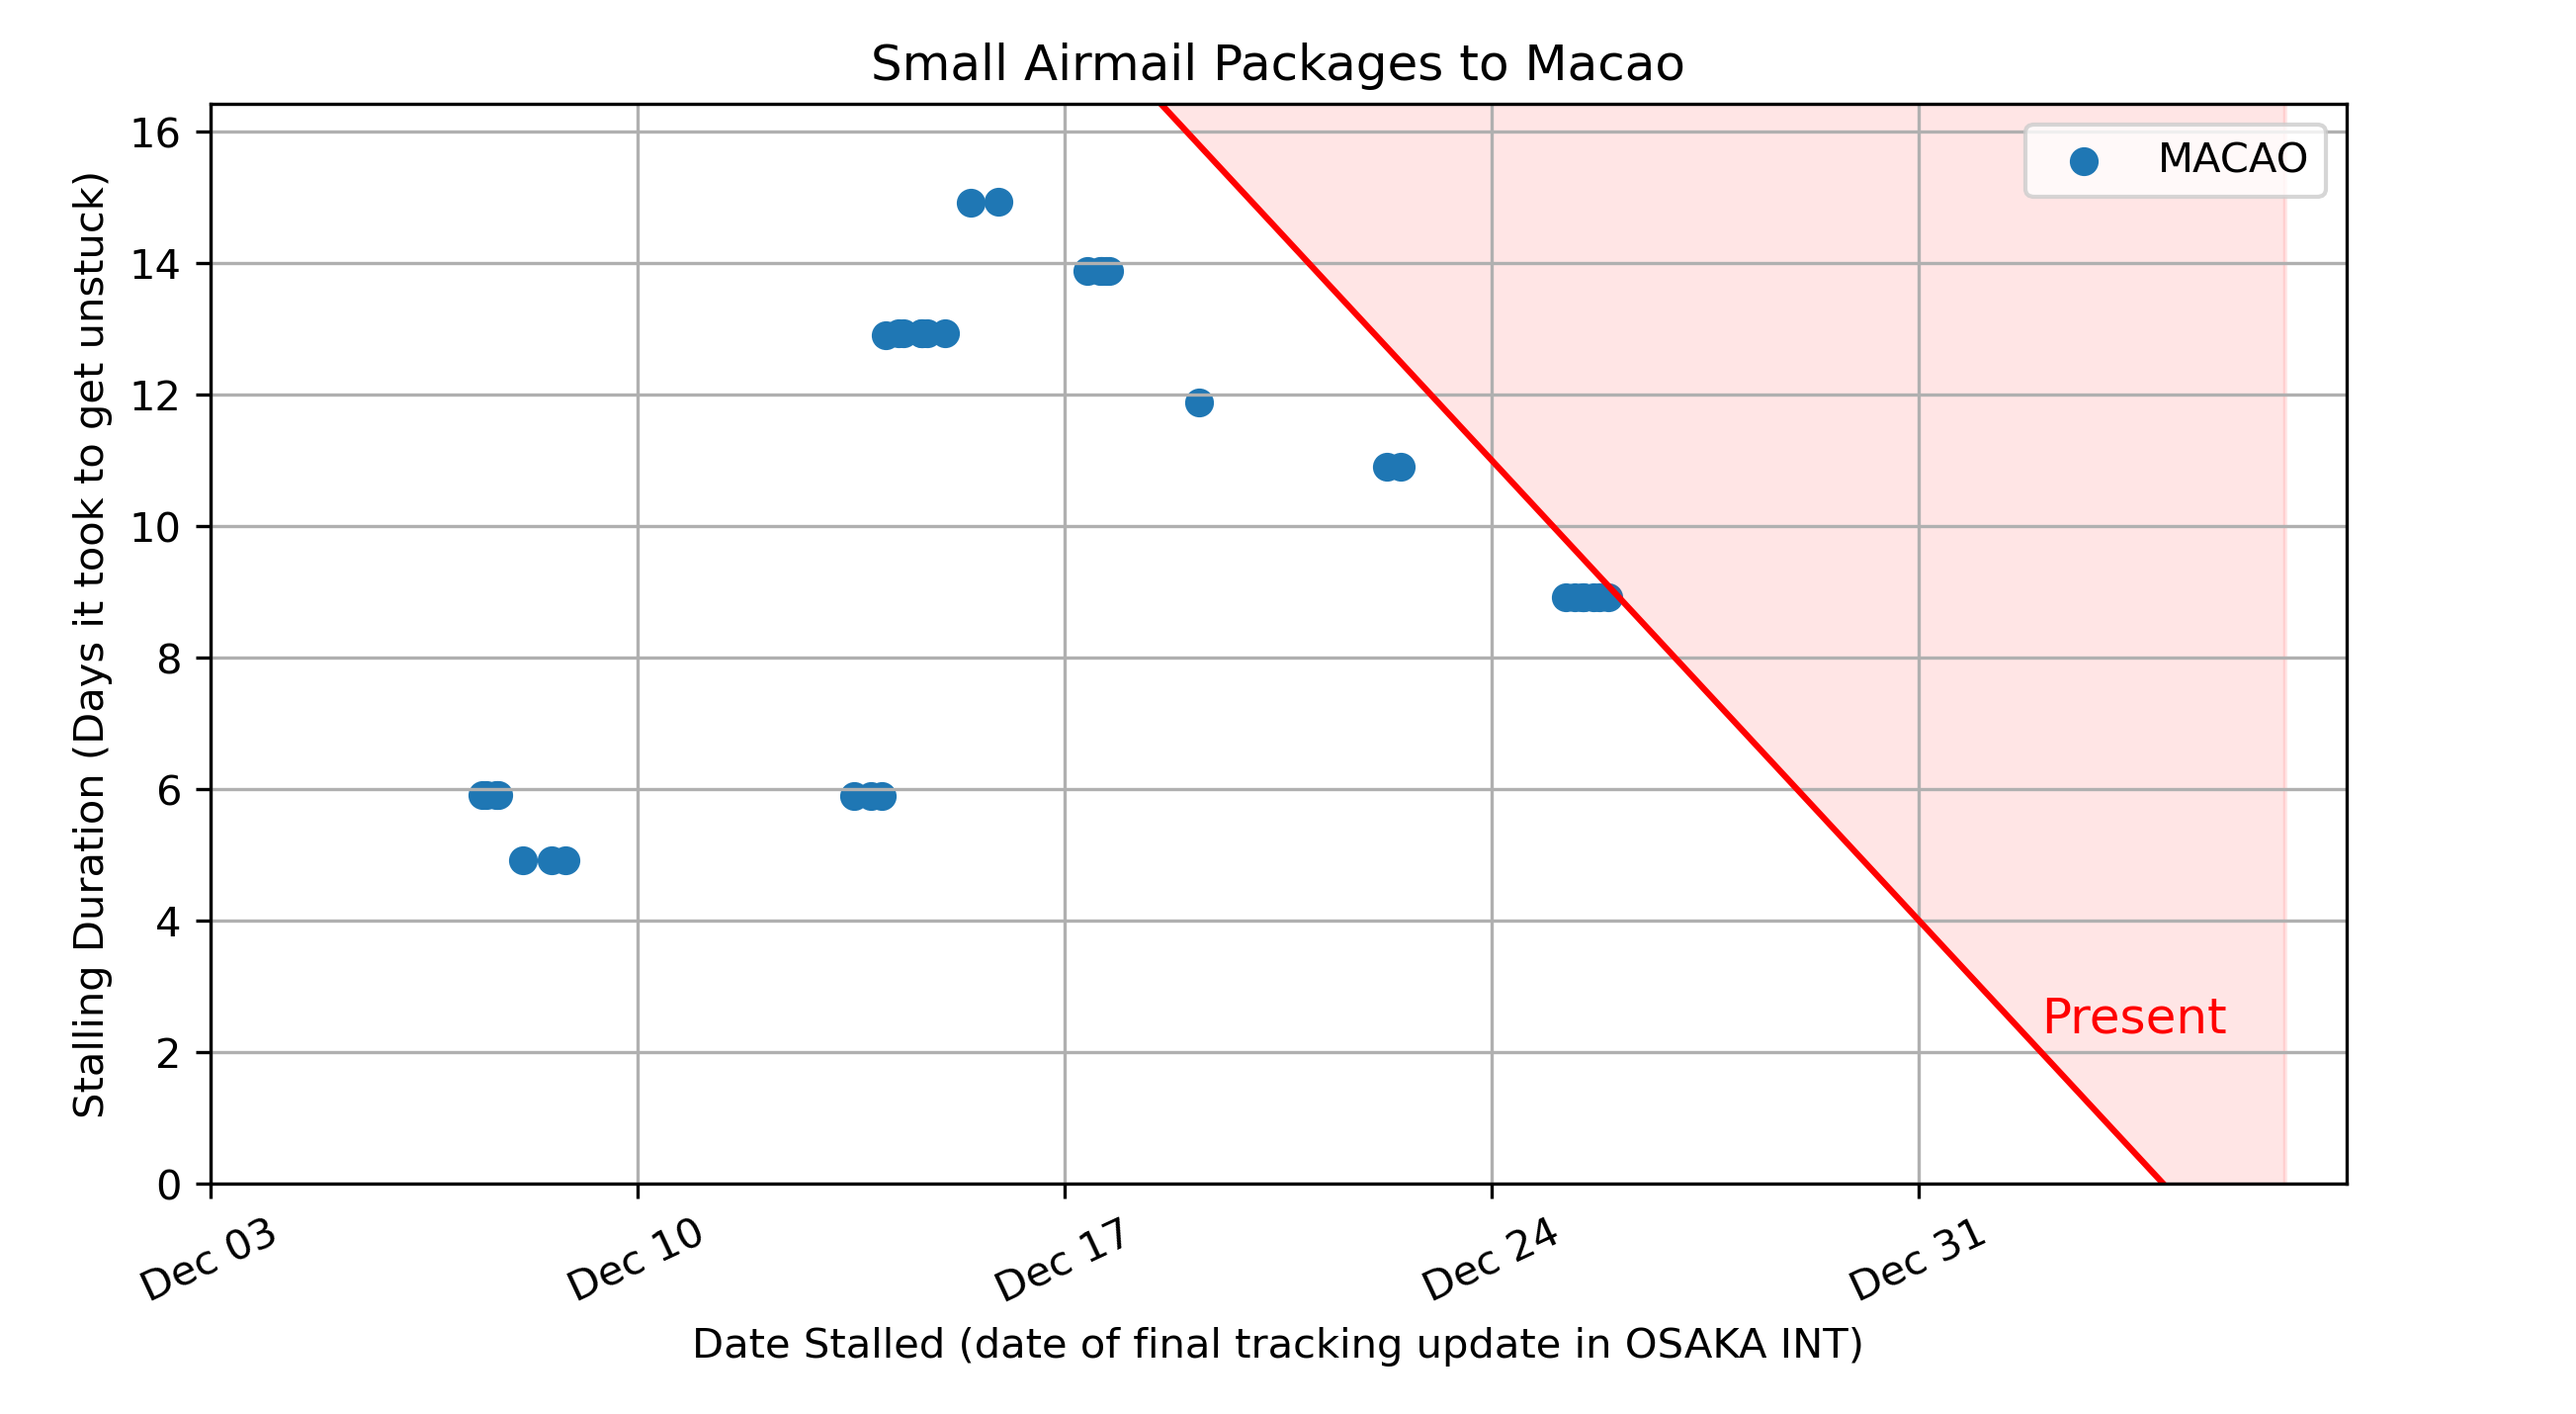 Small Airmail Packages to Macao
MACAO
Stalling Duration (Days it took to get unstuck)
16
14
12
10
8
6
4
2
0
Present
Dec 03
Dec 10
Dec 17
Dec 24
Dec 31
Date Stalled (date of final tracking update in OSAKA INT)